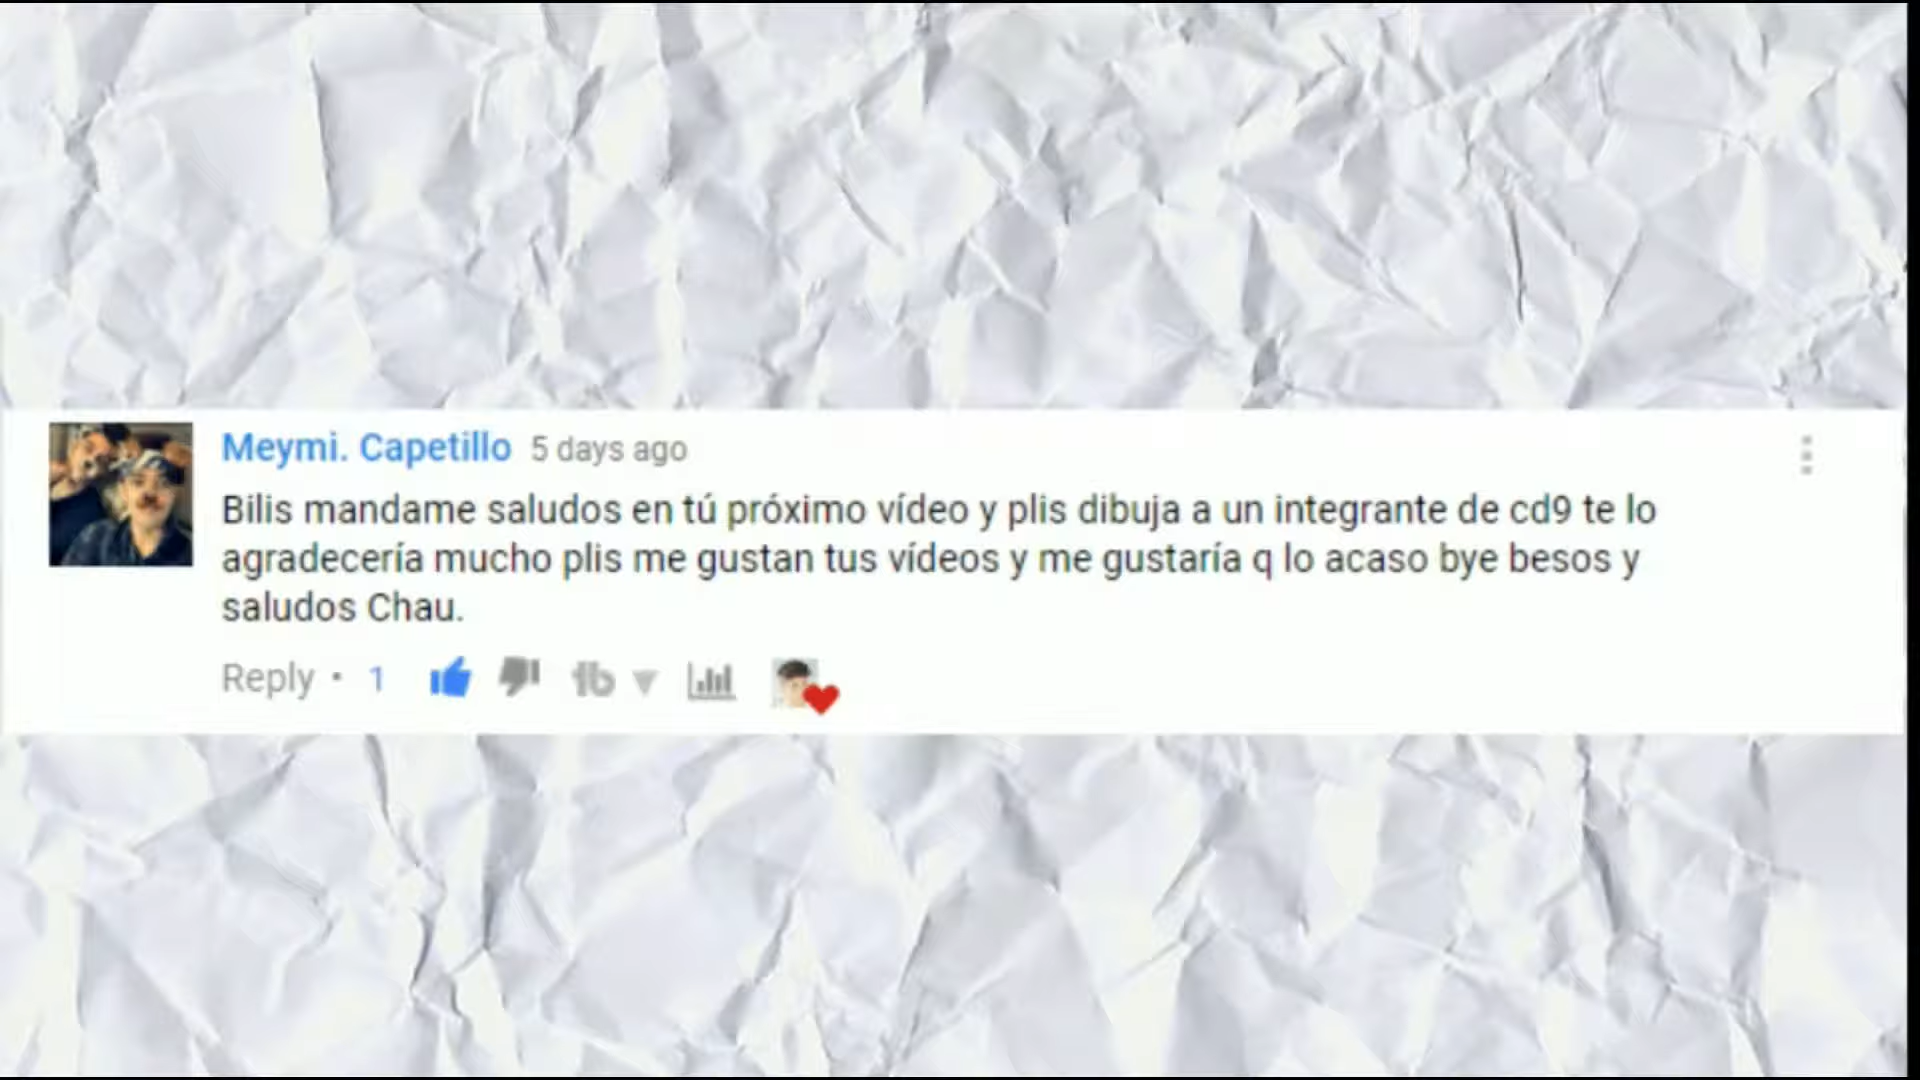 Meymi. Capetillo 5 days ago
Bilis mandame saludos en tú próximo vídeo y plis dibuja a un integrante de cd9 te lo
agradecería mucho plis me gustan tus vídeos y me gustaría q lo acaso bye besos y
saludos Chau.
Reply • 1